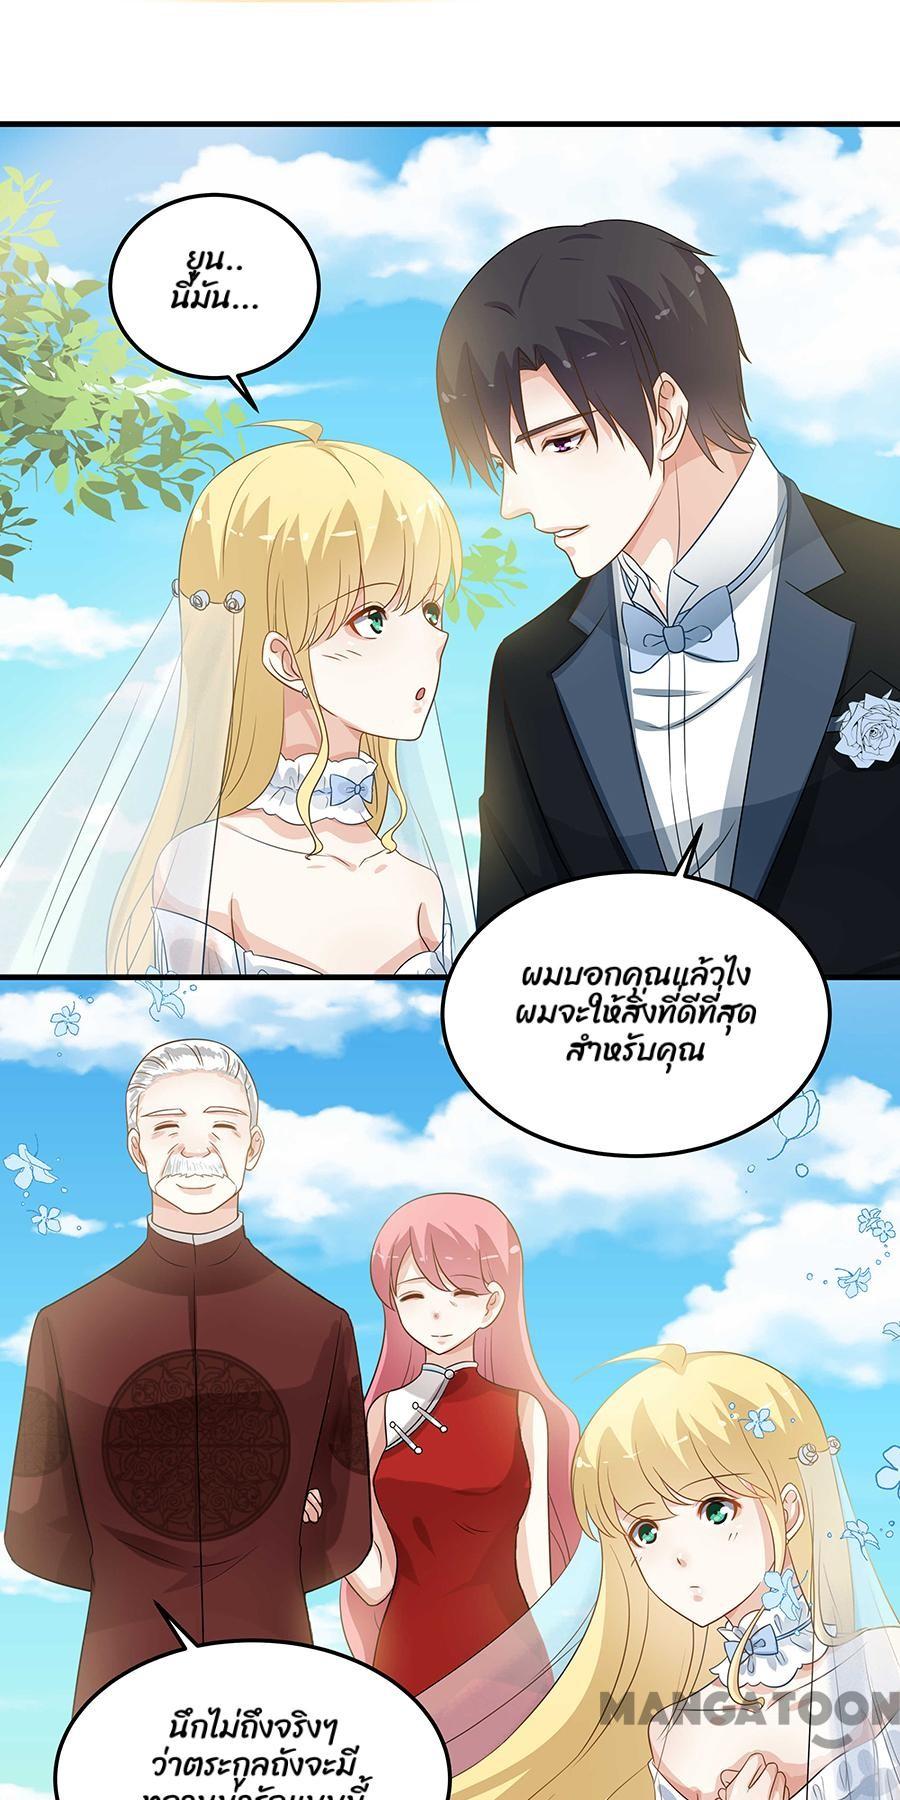 ยูน..
นี่มัน...
ผมบอกคุณแล้วไง
ผมจะให้สิ่งที่ดีที่สุด
สำหรับคุณ
MANGATOON
นึกไม่ถึงจริงๆ
ว่าตระกูลถังจะมี